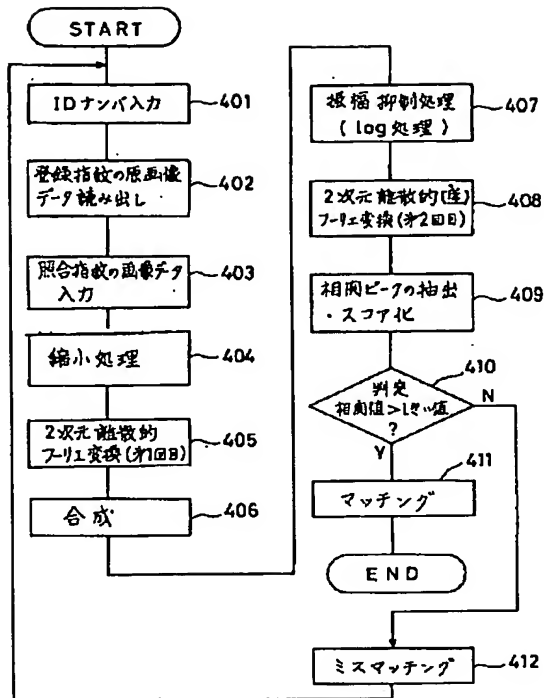 START
IDナンバ入力
401
登録指紋の原画像
データ読み出し
402
照合指紋の画像データ
入力
403
縮小処理
404
2次元離散的
フーリエ変換(第1回目)
405
合成
406
振幅抑制処理
(log処理)
407
2次元離散的(逆)
フーリエ変換(第2回目)
408
相関ピークの抽出
・スコア化
409
410
判定
相関値>しきい値
?
N
Y
411
マッチング
END
ミスマッチング
412